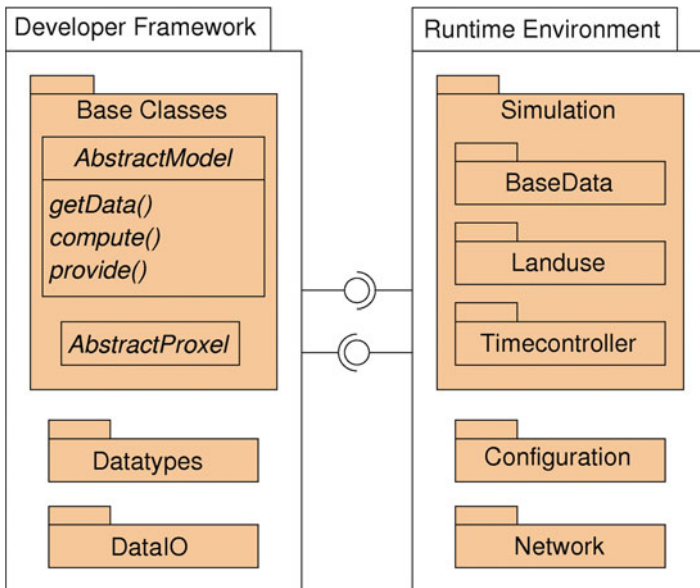 Developer Framework
Base Classes
AbstractModel
getData()
compute()
provide()
AbstractProxel
Datatypes
DataIO
Runtime Environment
Simulation
BaseData
Landuse
Timecontroller
Configuration
Network